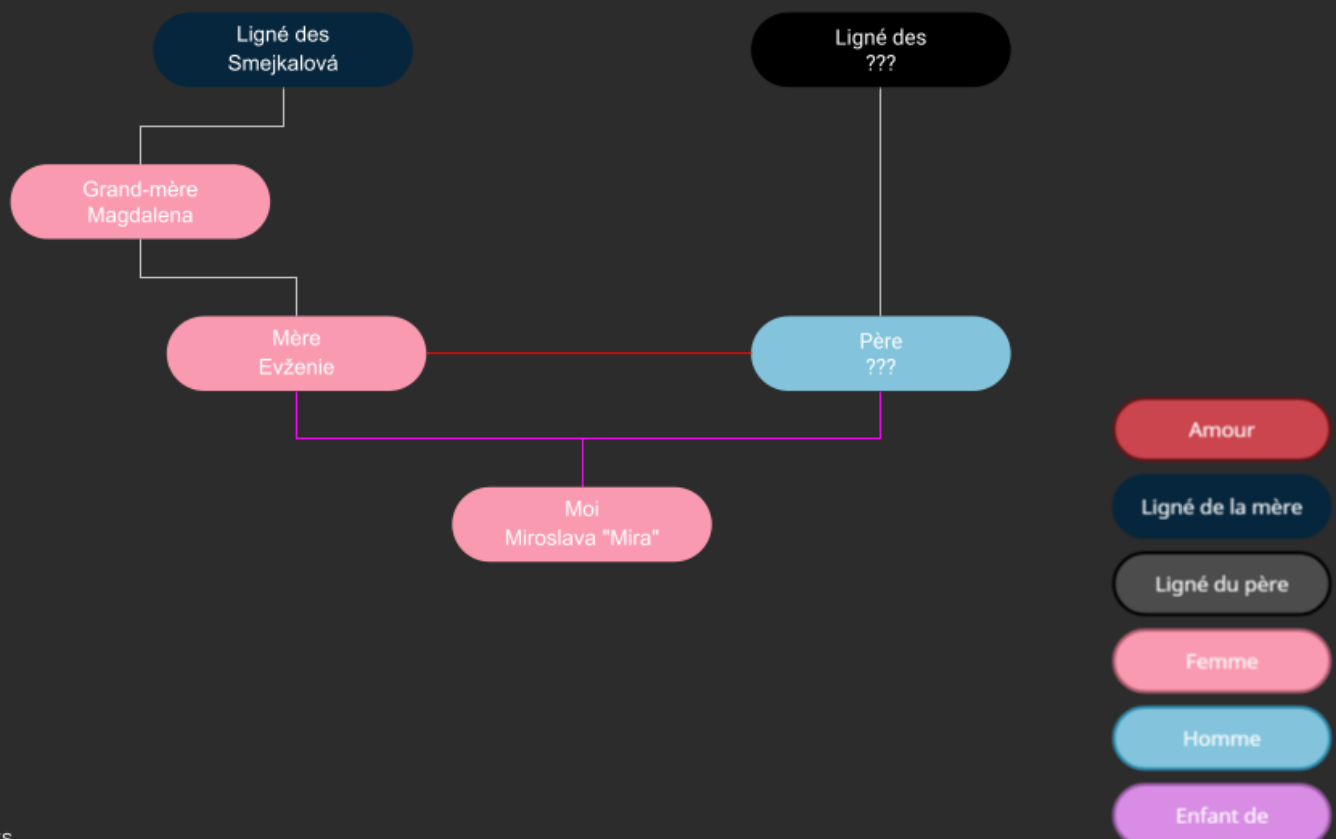 Ligné des
Smejkalová
Ligné des
???
Grand-mère
Magdalena
Mère
Evženie
Père
???
Moi
Miroslava "Mira"
Amour
Ligné de la mère
Ligné du père
Femme
Homme
Enfant de